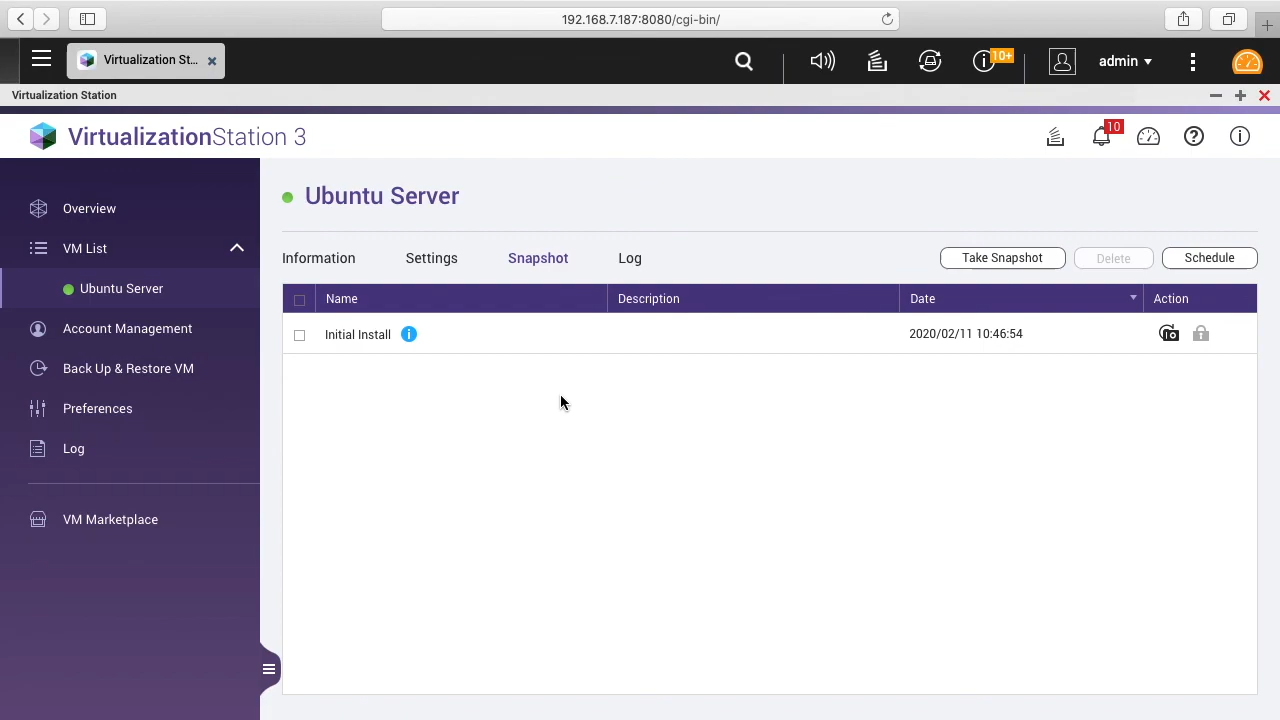 192.168.7.187:8080/cgi-bin/
Virtualization St...
10+
admin
Virtualization Station
VirtualizationStation 3
10
Ubuntu Server
Overview
VM List
Ubuntu Server
Account Management
Back Up & Restore VM
Preferences
Log
VM Marketplace
Information
Settings
Snapshot
Log
Take Snapshot
Delete
Schedule
Name
Description
Date
Action
Initial Install
2020/02/11 10:46:54